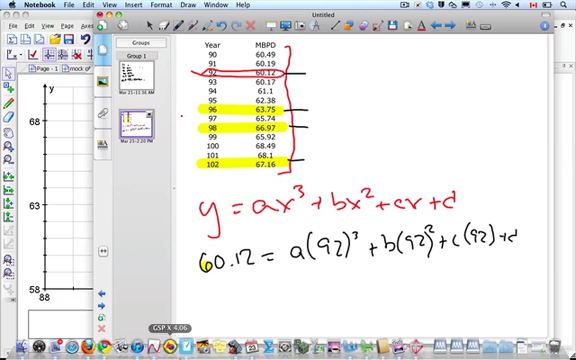 Notebook File Edit View Insert Format Draw Window Help
Untitled
Page - 1
mock
Groups
Group 1
Year MBPD
90 60.49
91 60.19
92 60.12
93 60.17
94 61.1
95 62.38
96 63.75
97 65.74
98 66.97
99 65.92
100 68.49
101 68.1
102 67.16
y
68
63
58
88
y = ax³ + bx² + cx + d
60.12 = a(92)³ + b(92)² + c(92) + d
GSP X 4.06